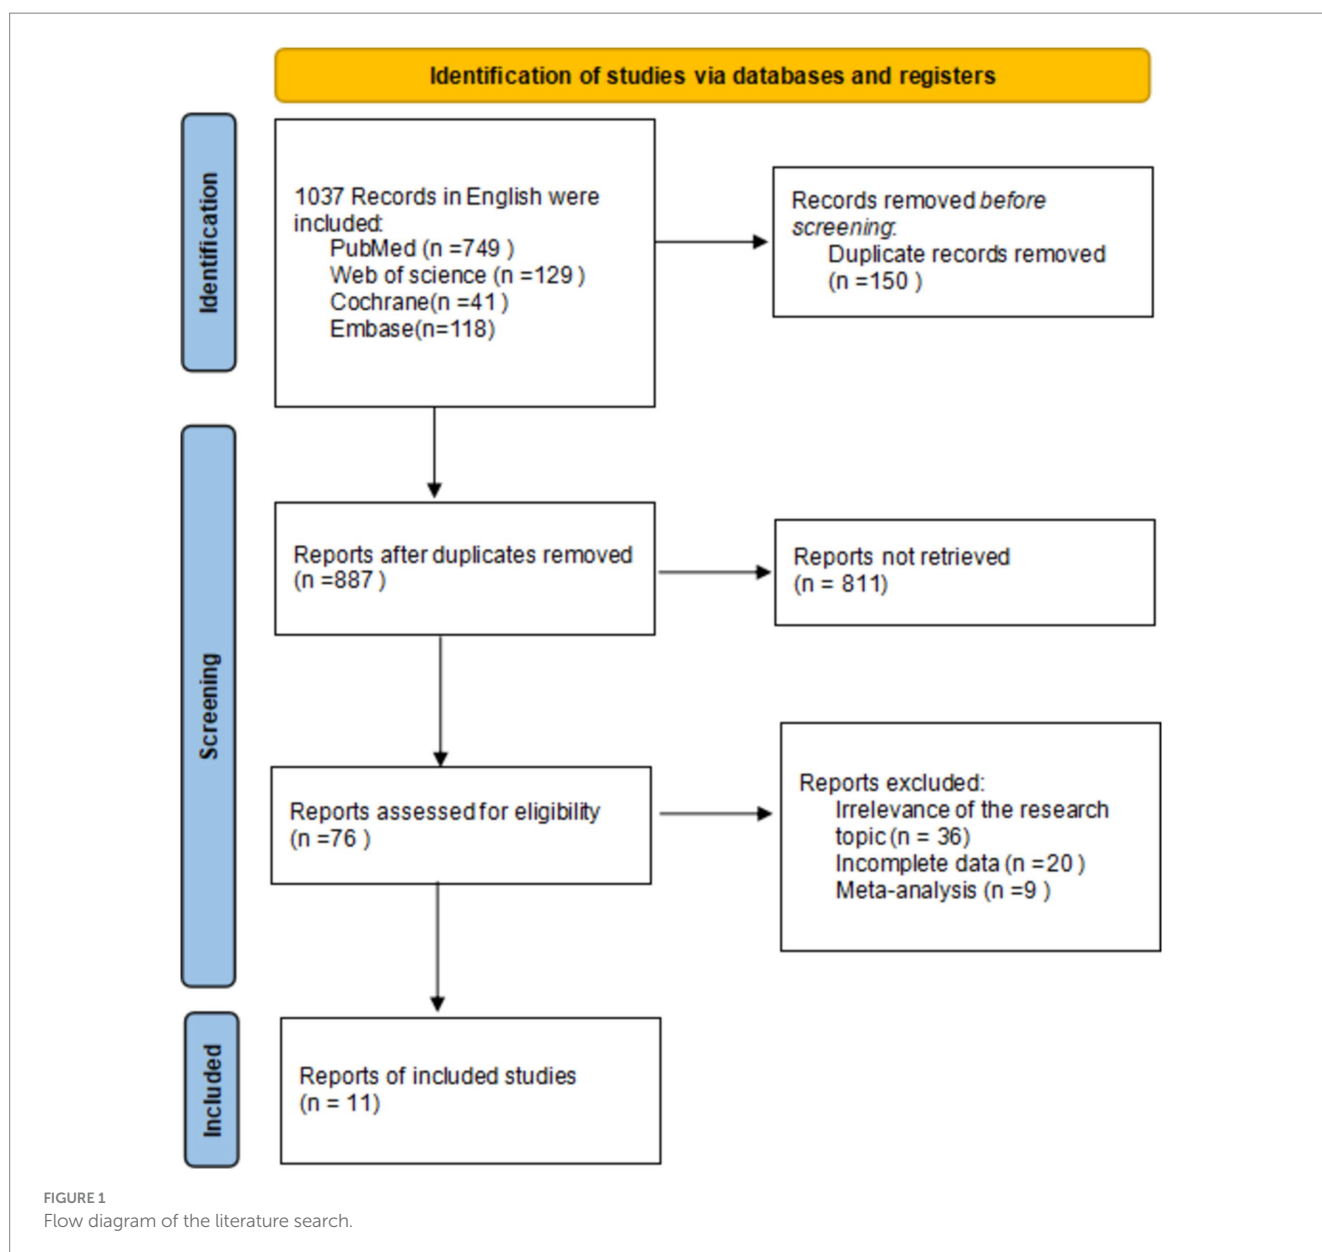 Identification of studies via databases and registers
Identification
1037 Records in English were
included:
PubMed (n =749 )
Web of science (n =129 )
Cochrane(n =41 )
Embase(n=118)
Records removed before
screening:
Duplicate records removed
(n =150 )
Screening
Reports after duplicates removed
(n =887 )
Reports not retrieved
(n = 811)
Reports assessed for eligibility
(n =76 )
Reports excluded:
Irrelevance of the research
topic (n = 36)
Incomplete data (n =20 )
Meta-analysis (n =9 )
Included
Reports of included studies
(n = 11)
FIGURE 1
Flow diagram of the literature search.